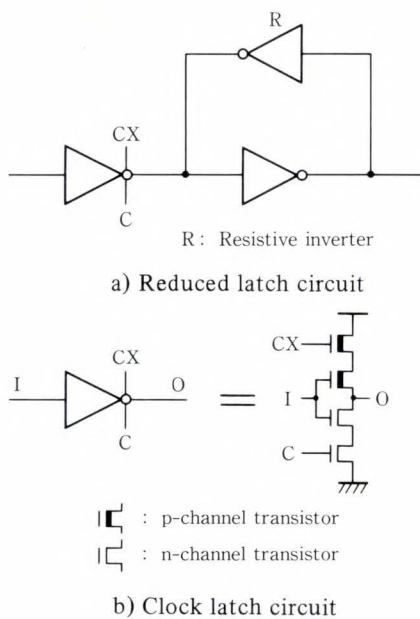 R
CX
C
R: Resistive inverter
a) Reduced latch circuit
CX
I
O
C
CX
I
O
C
: p-channel transistor
: n-channel transistor
b) Clock latch circuit